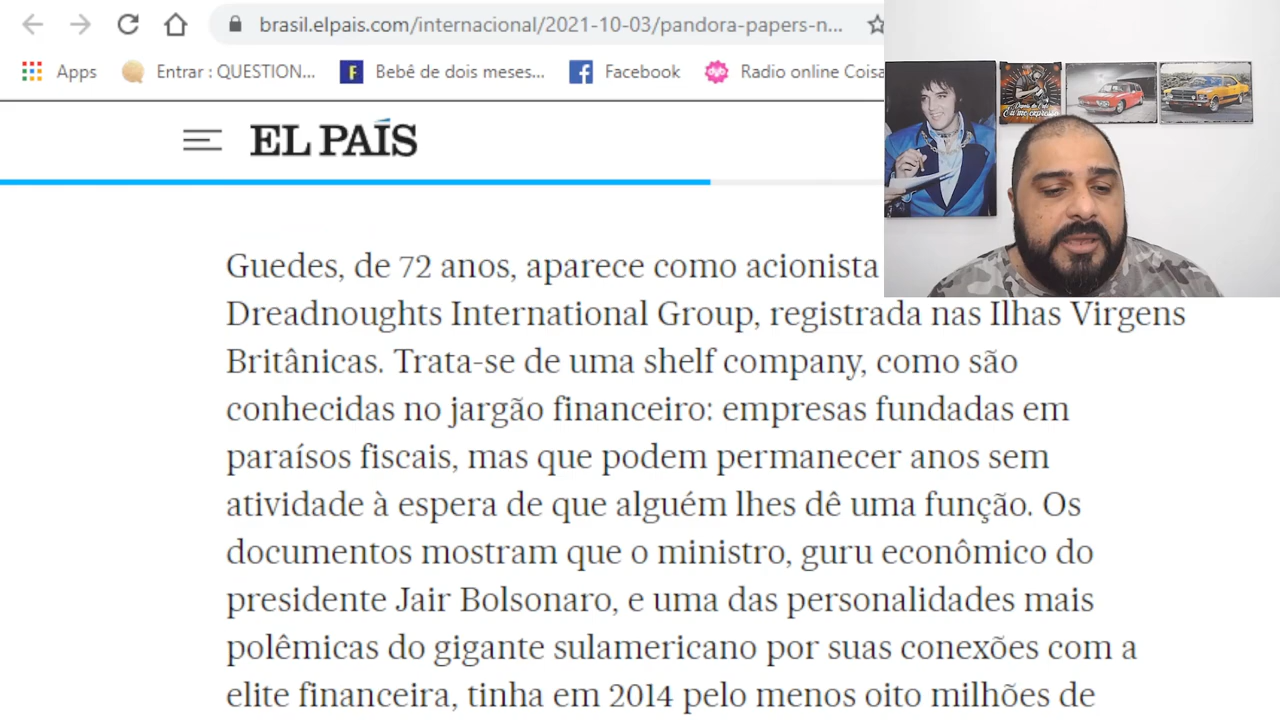 brasil.elpais.com/internacional/2021-10-03/pandora-papers-n...
Apps Entrar : QUESTION... F Bebê de dois meses... Facebook Radio online Coisa
EL PAÍS
Guedes, de 72 anos, aparece como acionista
Dreadnoughts International Group, registrada nas Ilhas Virgens
Britânicas. Trata-se de uma shelf company, como são
conhecidas no jargão financeiro: empresas fundadas em
paraísos fiscais, mas que podem permanecer anos sem
atividade à espera de que alguém lhes dê uma função. Os
documentos mostram que o ministro, guru econômico do
presidente Jair Bolsonaro, e uma das personalidades mais
polêmicas do gigante sulamericano por suas conexões com a
elite financeira, tinha em 2014 pelo menos oito milhões de